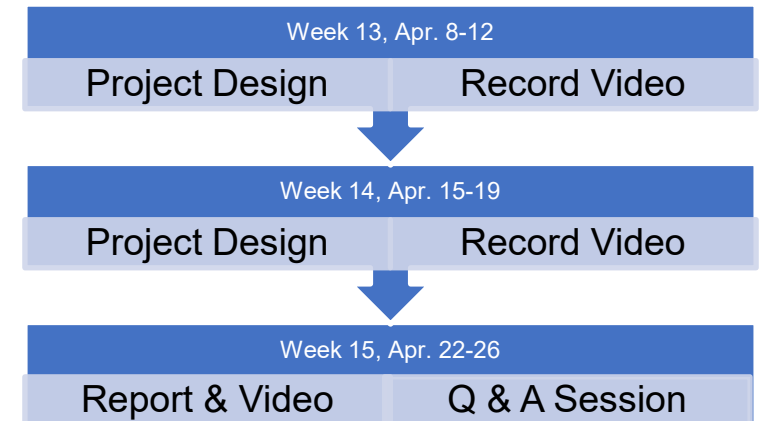 Week 13, Apr. 8-12
Project Design Record Video
Week 14, Apr. 15-19
Project Design Record Video
Week 15, Apr. 22-26
Report & Video Q & A Session